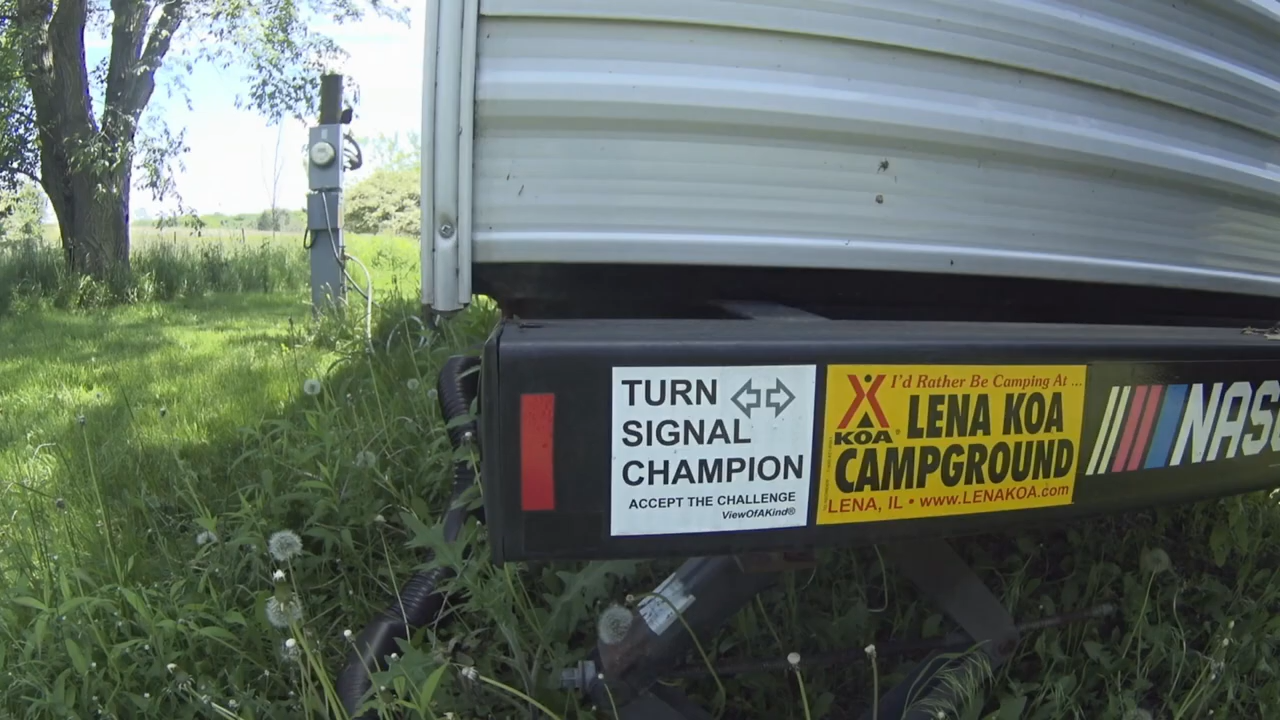 TURN
SIGNAL
CHAMPION
ACCEPT THE CHALLENGE
ViewOfAKind®
I'd Rather Be Camping At ...
KOA®
LENA KOA
CAMPGROUND
LENA, IL • www.LENAKOA.com
NASC